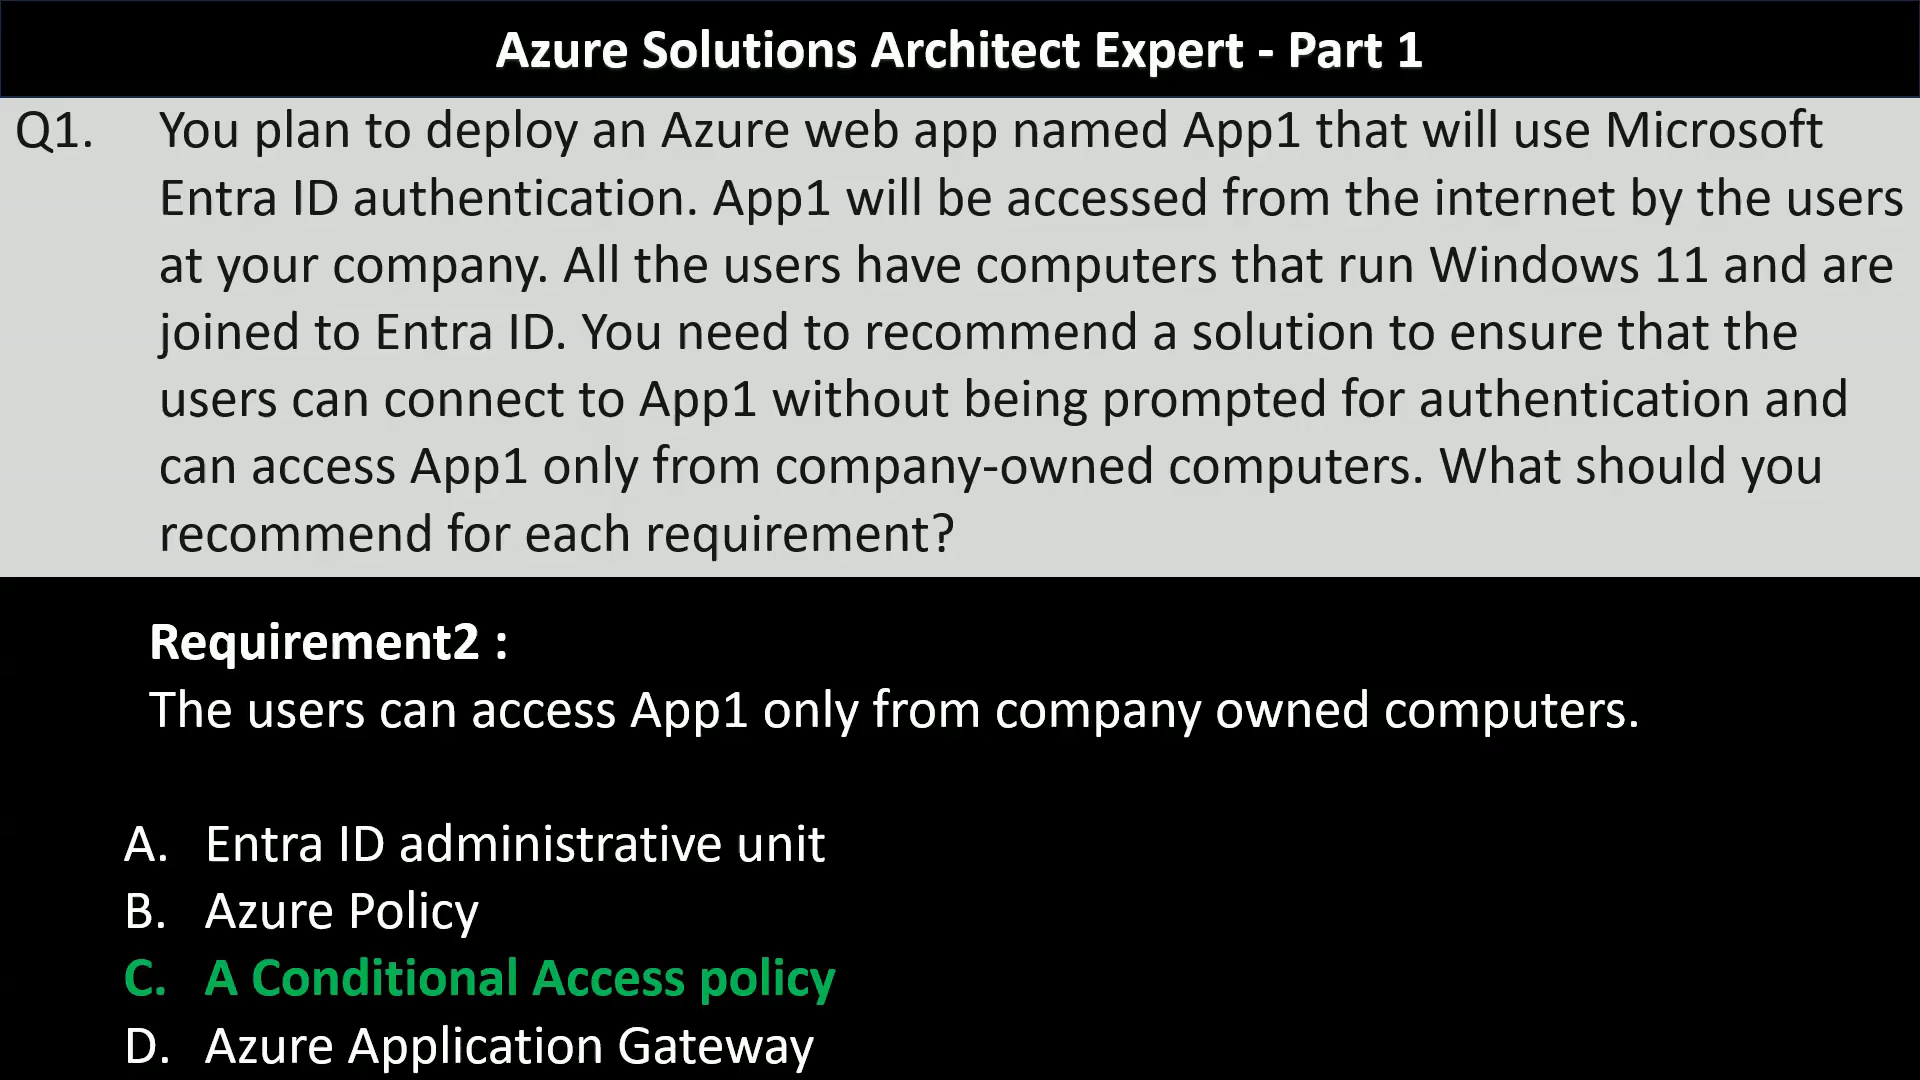 Azure Solutions Architect Expert - Part 1
Q1. You plan to deploy an Azure web app named App1 that will use Microsoft
Entra ID authentication. App1 will be accessed from the internet by the users
at your company. All the users have computers that run Windows 11 and are
joined to Entra ID. You need to recommend a solution to ensure that the
users can connect to App1 without being prompted for authentication and
can access App1 only from company-owned computers. What should you
recommend for each requirement?
Requirement2 :
The users can access App1 only from company owned computers.
A. Entra ID administrative unit
B. Azure Policy
C. A Conditional Access policy
D. Azure Application Gateway